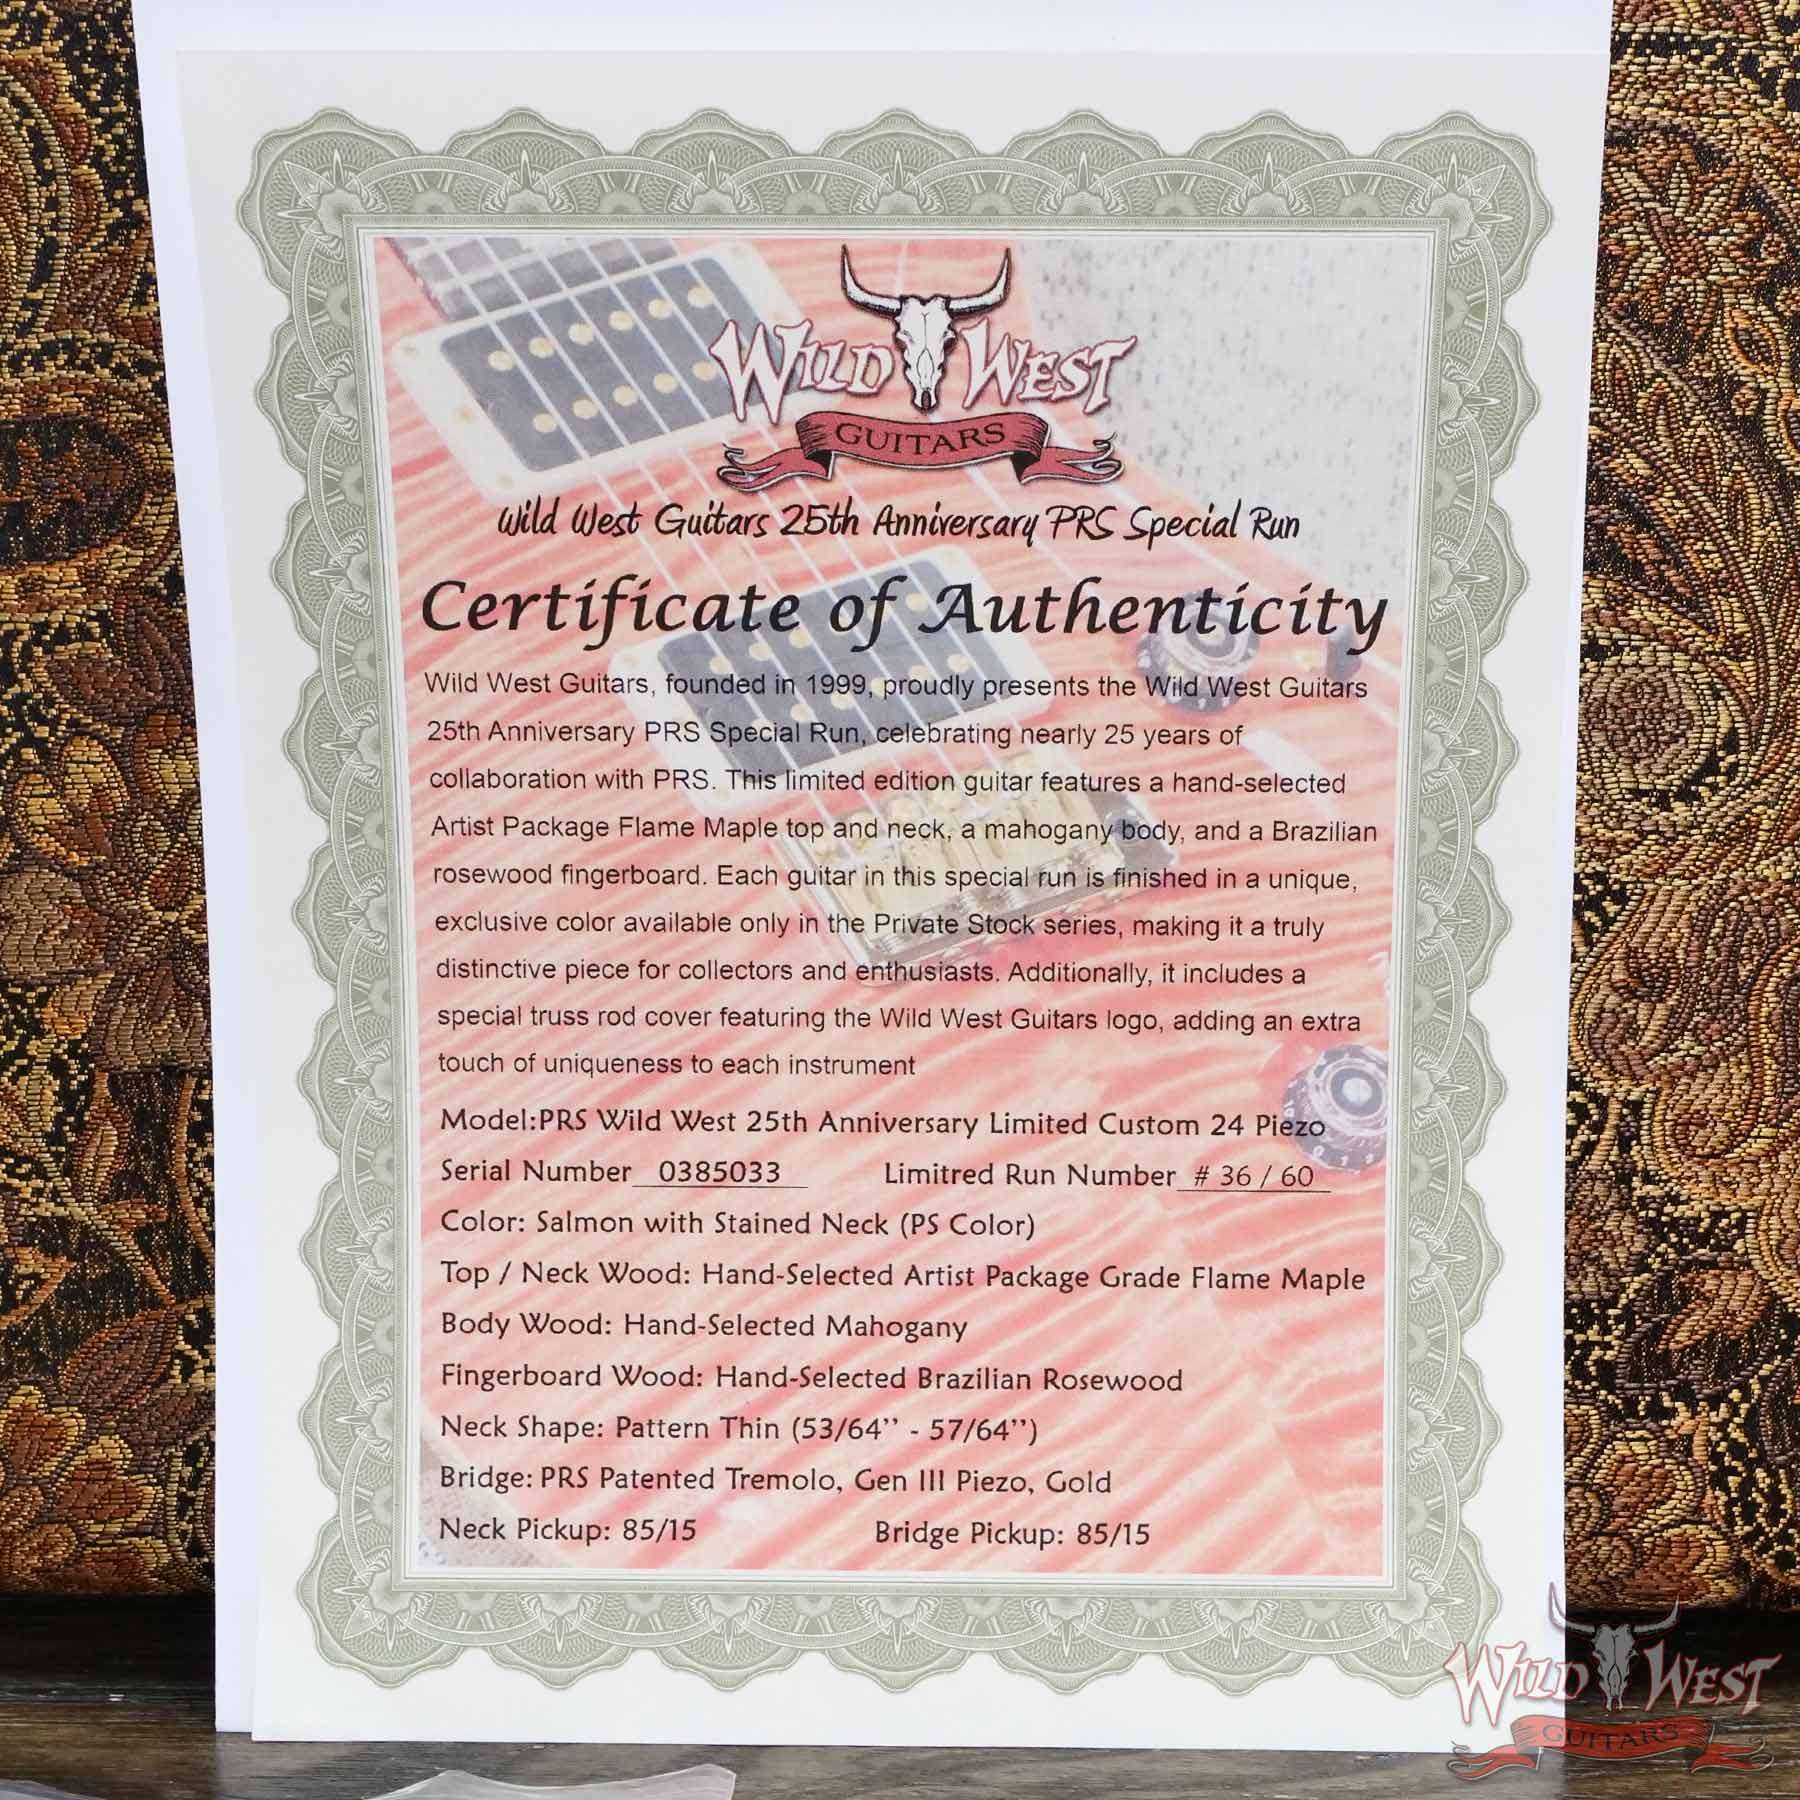 WILD WEST
GUITARS
Wild West Guitars 25th Anniversary PRS Special Run
Certificate of Authenticity
Wild West Guitars, founded in 1999, proudly presents the Wild West Guitars
25th Anniversary PRS Special Run, celebrating nearly 25 years of
collaboration with PRS. This limited edition guitar features a hand-selected
Artist Package Flame Maple top and neck, a mahogany body, and a Brazilian
rosewood fingerboard. Each guitar in this special run is finished in a unique,
exclusive color available only in the Private Stock series, making it a truly
distinctive piece for collectors and enthusiasts. Additionally, it includes a
special truss rod cover featuring the Wild West Guitars logo, adding an extra
touch of uniqueness to each instrument
Model:PRS Wild West 25th Anniversary Limited Custom 24 Piezo
Serial Number 0385033 Limitred Run Number # 36 / 60
Color: Salmon with Stained Neck (PS Color)
Top / Neck Wood: Hand-Selected Artist Package Grade Flame Maple
Body Wood: Hand-Selected Mahogany
Fingerboard Wood: Hand-Selected Brazilian Rosewood
Neck Shape: Pattern Thin (53/64’’ - 57/64’’)
Bridge: PRS Patented Tremolo, Gen III Piezo, Gold
Neck Pickup: 85/15 Bridge Pickup: 85/15
WILD WEST
GUITARS